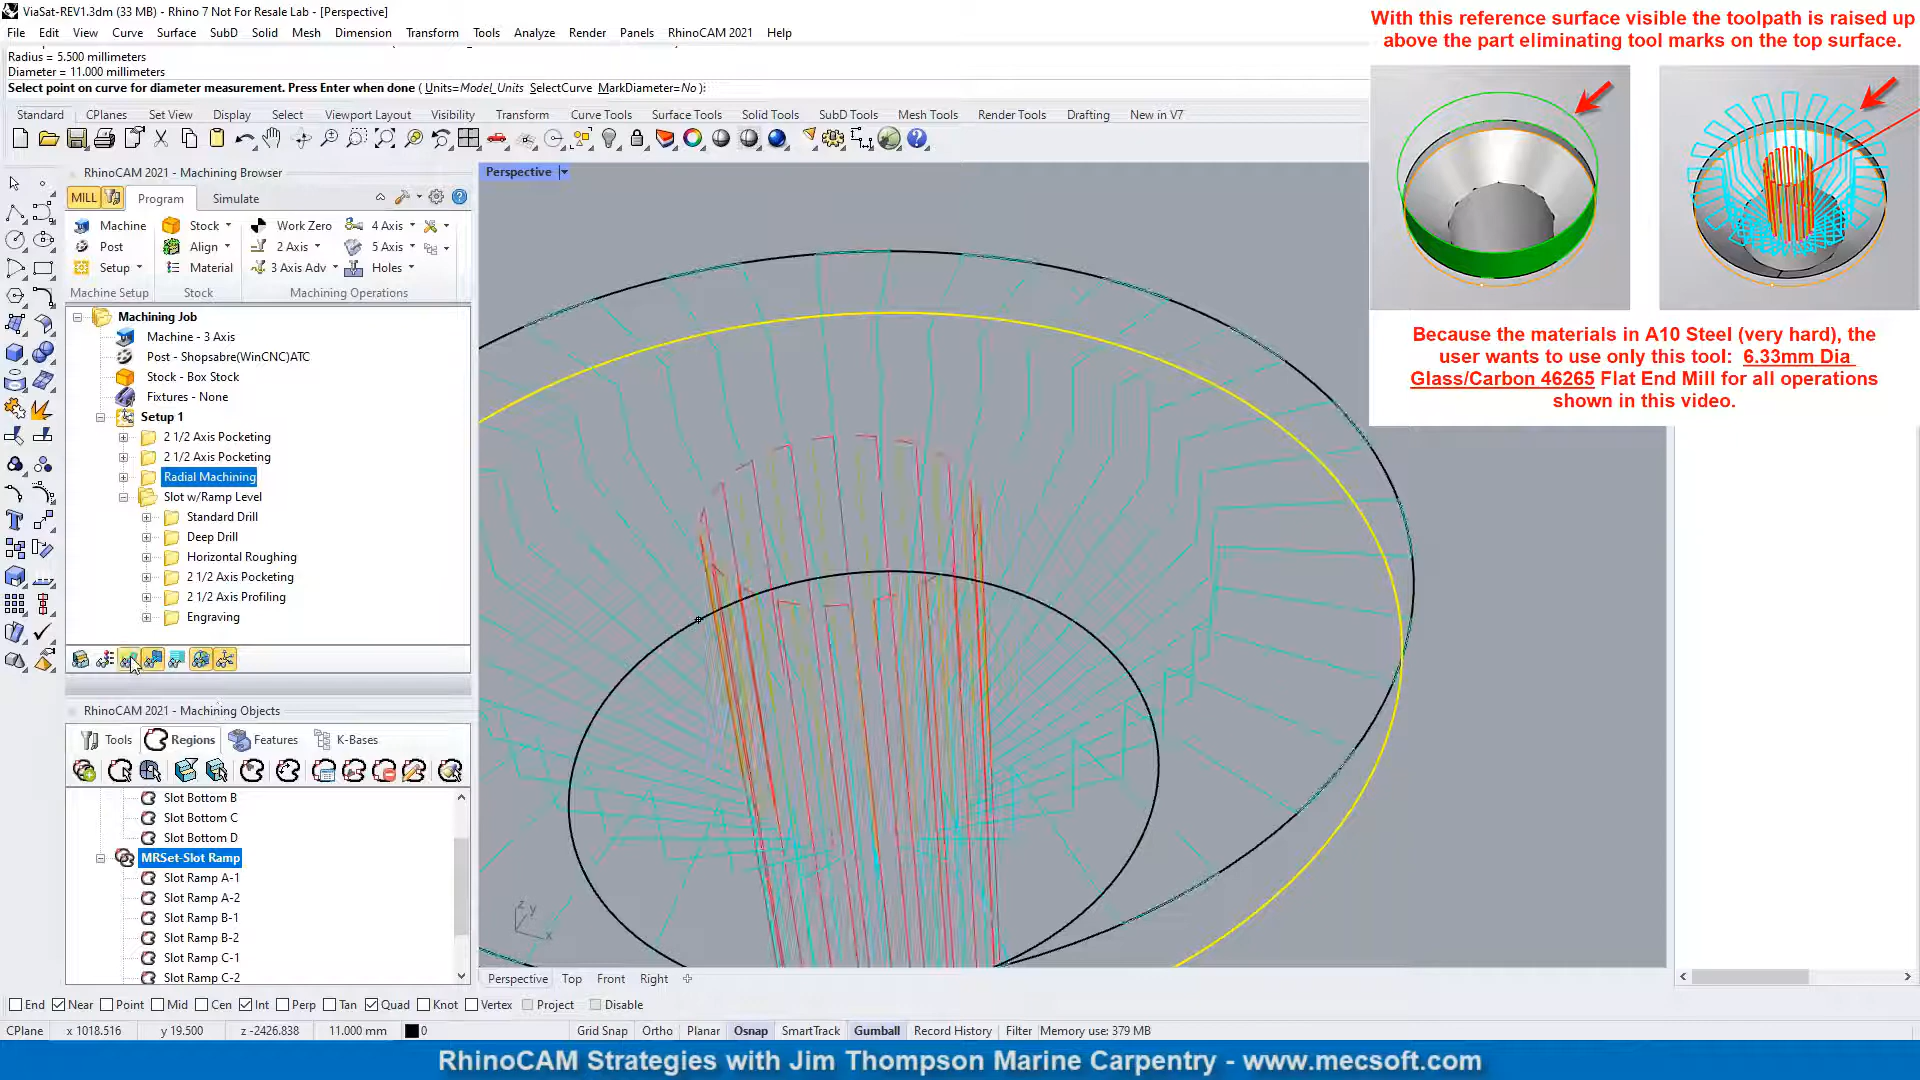 ViaSat-REV1.3dm (33 MB) - Rhino 7 Not For Resale Lab - [Perspective]
File Edit View Curve Surface SubD Solid Mesh Dimension Transform Tools Analyze Render Panels RhinoCAM 2021 Help
Radius = 5.500 millimeters
Diameter = 11.000 millimeters
Select point on curve for diameter measurement. Press Enter when done ( Units=Model_Units SelectCurve MarkDiameter=No ):
Standard CPlanes Set View Display Select Viewport Layout Visibility Transform Curve Tools Surface Tools Solid Tools SubD Tools Mesh Tools Render Tools Drafting New in V7
RhinoCAM 2021 - Machining Browser
MILL Program Simulate
Machine Stock Work Zero 4 Axis
Post Align 2 Axis 5 Axis
Setup Material 3 Axis Adv Holes
Machine Setup Stock Machining Operations
Machining Job
Machine - 3 Axis
Post - Shopsabre(WinCNC)ATC
Stock - Box Stock
Fixtures - None
Setup 1
2 1/2 Axis Pocketing
2 1/2 Axis Pocketing
Radial Machining
Slot w/Ramp Level
Standard Drill
Deep Drill
Horizontal Roughing
2 1/2 Axis Pocketing
2 1/2 Axis Profiling
Engraving
RhinoCAM 2021 - Machining Objects
Tools Regions Features K-Bases
Slot Bottom B
Slot Bottom C
Slot Bottom D
MRSet-Slot Ramp
Slot Ramp A-1
Slot Ramp A-2
Slot Ramp B-1
Slot Ramp B-2
Slot Ramp C-1
Slot Ramp C-2
Perspective
z y
x
Perspective Top Front Right
With this reference surface visible the toolpath is raised up
above the part eliminating tool marks on the top surface.
Because the materials in A10 Steel (very hard), the
user wants to use only this tool: 6.33mm Dia
Glass/Carbon 46265 Flat End Mill for all operations
shown in this video.
End Near Point Mid Cen Int Perp Tan Quad Knot Vertex Project Disable
CPlane x 1018.516 y 19.500 z -2426.838 11.000 mm 0 Grid Snap Ortho Planar Osnap SmartTrack Gumball Record History Filter Memory use: 379 MB
RhinoCAM Strategies with Jim Thompson Marine Carpentry - www.mecsoft.com